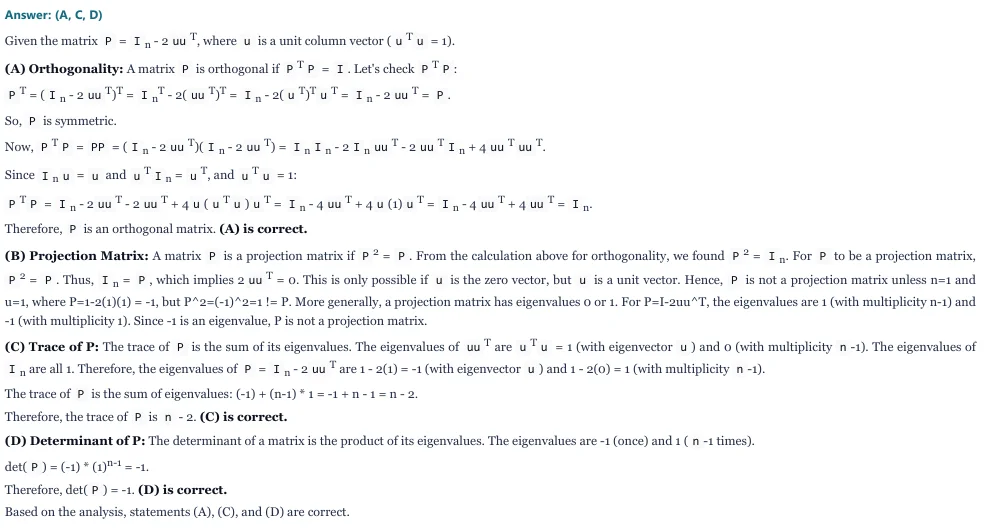 Answer: (A, C, D)
Given the matrix P = I n - 2 uu T, where u is a unit column vector ( u T u = 1).
(A) Orthogonality: A matrix P is orthogonal if P T P = I . Let's check P T P :
P T = ( I n - 2 uu T)T = I n T - 2( uu T)T = I n - 2( u T)T u T = I n - 2 uu T = P .
So, P is symmetric.
Now, P T P = PP = ( I n - 2 uu T)( I n - 2 uu T) = I n I n - 2 I n uu T - 2 uu T I n + 4 uu T uu T.
Since I n u = u and u T I n = u T, and u T u = 1:
P T P = I n - 2 uu T - 2 uu T + 4 u ( u T u ) u T = I n - 4 uu T + 4 u (1) u T = I n - 4 uu T + 4 uu T = I n.
Therefore, P is an orthogonal matrix. (A) is correct.
(B) Projection Matrix: A matrix P is a projection matrix if P 2 = P . From the calculation above for orthogonality, we found P 2 = I n. For P to be a projection matrix,
P 2 = P . Thus, I n = P , which implies 2 uu T = 0. This is only possible if u is the zero vector, but u is a unit vector. Hence, P is not a projection matrix unless n=1 and
u=1, where P=1-2(1)(1) = -1, but P^2=(-1)^2=1 != P. More generally, a projection matrix has eigenvalues 0 or 1. For P=I-2uu^T, the eigenvalues are 1 (with multiplicity n-1) and
-1 (with multiplicity 1). Since -1 is an eigenvalue, P is not a projection matrix.
(C) Trace of P: The trace of P is the sum of its eigenvalues. The eigenvalues of uu T are u T u = 1 (with eigenvector u ) and 0 (with multiplicity n -1). The eigenvalues of
I n are all 1. Therefore, the eigenvalues of P = I n - 2 uu T are 1 - 2(1) = -1 (with eigenvector u ) and 1 - 2(0) = 1 (with multiplicity n -1).
The trace of P is the sum of eigenvalues: (-1) + (n-1) * 1 = -1 + n - 1 = n - 2.
Therefore, the trace of P is n - 2. (C) is correct.
(D) Determinant of P: The determinant of a matrix is the product of its eigenvalues. The eigenvalues are -1 (once) and 1 ( n -1 times).
det( P ) = (-1) * (1)n-1 = -1.
Therefore, det( P ) = -1. (D) is correct.
Based on the analysis, statements (A), (C), and (D) are correct.